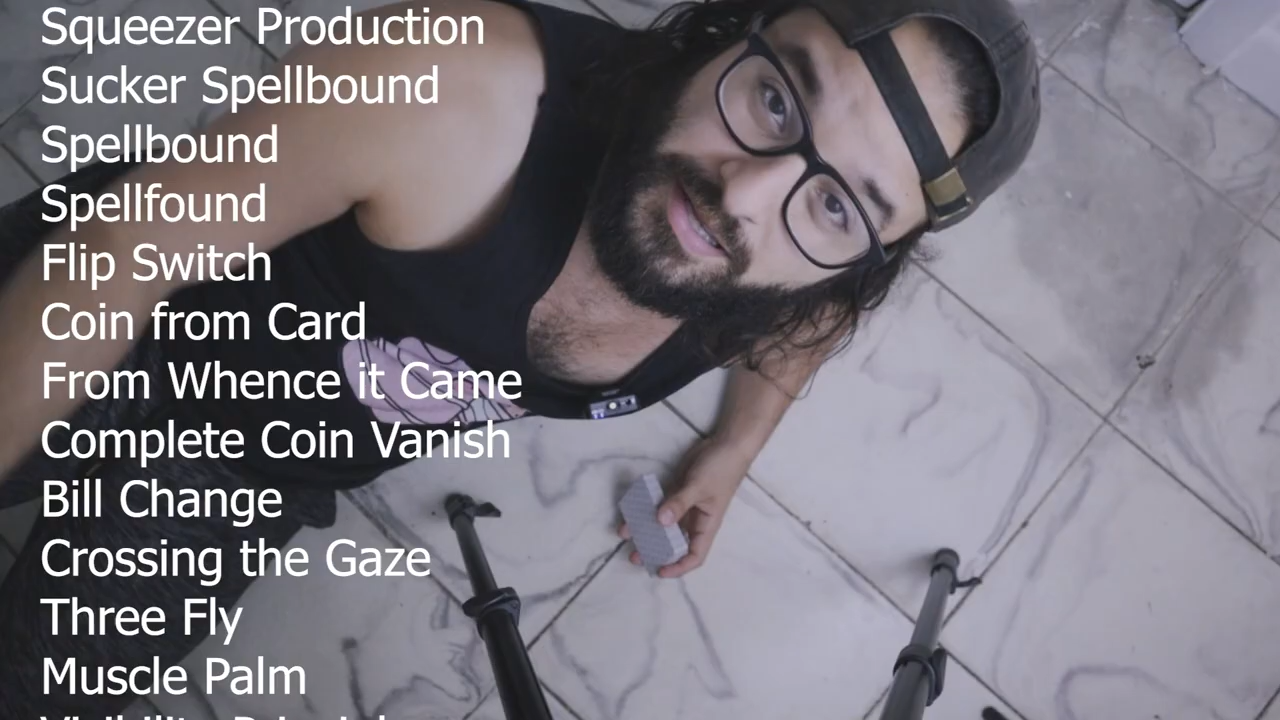 Squeezer Production
Sucker Spellbound
Spellbound
Spellfound
Flip Switch
Coin from Card
From Whence it Came
Complete Coin Vanish
Bill Change
Crossing the Gaze
Three Fly
Muscle Palm